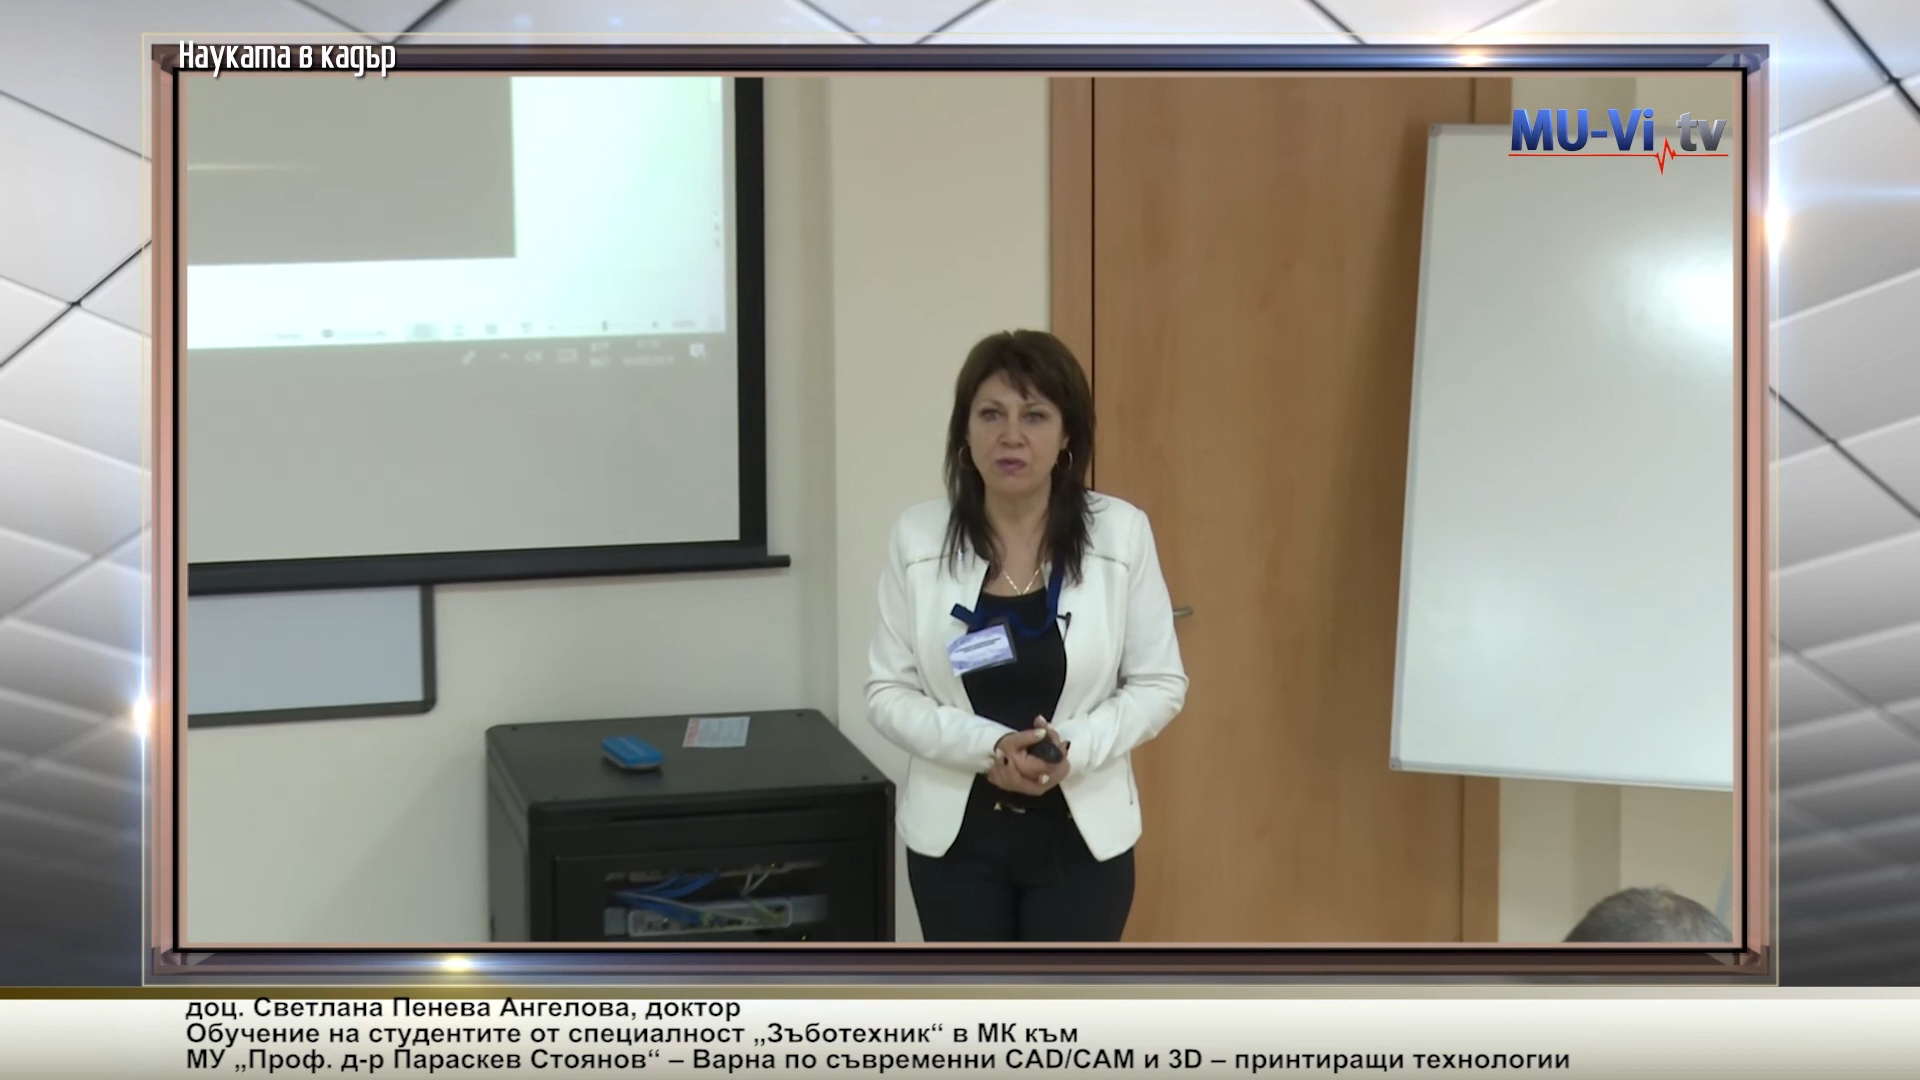 Науката в кадър
MU-Vi tv
доц. Светлана Пенева Ангелова, доктор
Обучение на студентите от специалност „Зъботехник“ в МК към
МУ „Проф. д-р Параскев Стоянов“ – Варна по съвременни CAD/CAM и 3D – принтиращи технологии